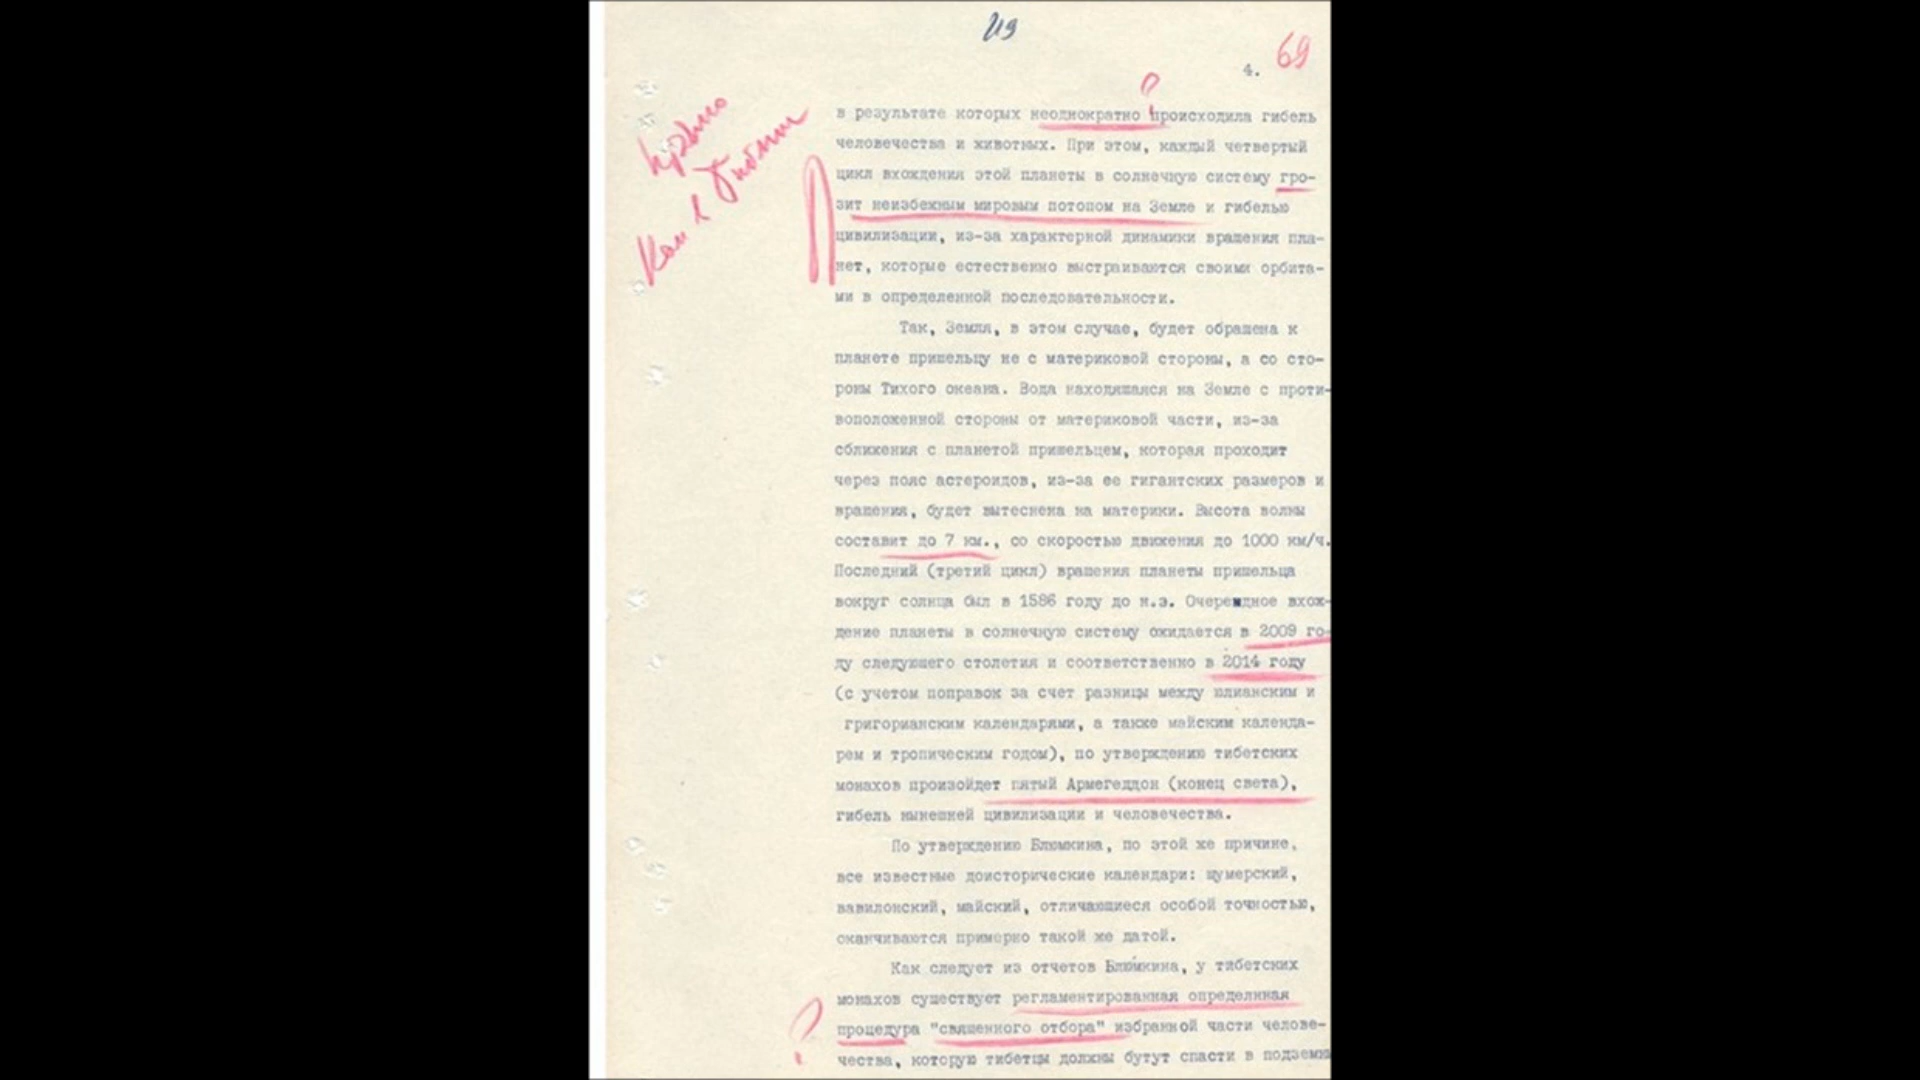 4. 69
в результате которых неоднократно происходила гибель
человечества и животных. При этом, каждый четвертый
цикл вхождения этой планеты в солнечную систему гро-
зит неизбежным мировым потопом на Земле и гибелью
цивилизации, из-за характерной динамики вращения пла-
нет, которые естественно выстраиваются своими орбита-
ми в определенной последовательности.
Так, Земля, в этом случае, будет обращена к
планете пришельцу не с материковой стороны, а со сто-
роны Тихого океана. Вода находящаяся на Земле с проти-
воположенной стороны от материковой части, из-за
сближения с планетой пришельцем, которая проходит
через пояс астероидов, из-за ее гигантских размеров и
вращения, будет вытеснена на материки. Высота волны
составит до 7 км., со скоростью движения до 1000 км/ч.
Последний (третий цикл) вращения планеты пришельца
вокруг солнца был в 1586 году до н.э. Очередное вхож-
дение планеты в солнечную систему ожидается в 2009 го-
ду следующего столетия и соответственно в 2014 году
(с учетом поправок за счет разницы между юлианским и
григорианским календарями, а также майским календа-
рем и тропическим годом), по утверждению тибетских
монахов произойдет пятый Армегеддон (конец света),
гибель нынешней цивилизации и человечества.
По утверждению Блюмкина, по этой же причине,
все известные доисторические календари: шумерский,
вавилонский, майский, отличающиеся особой точностью,
оканчиваются примерно такой же датой.
Как следует из отчетов Блюмкина, у тибетских
монахов существует регламентированная определнная
процедура "священного отбора" избранной части челове-
чества, которую тибетцы должны бутут спасти в подземн